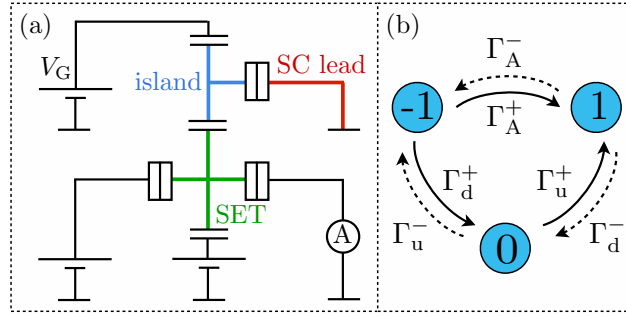 (a)
V_G
island
SC lead
SET
A
(b)
Γ_A^-
-1
1
Γ_A^+
Γ_d^+
Γ_u^+
Γ_u^-
Γ_d^-
0